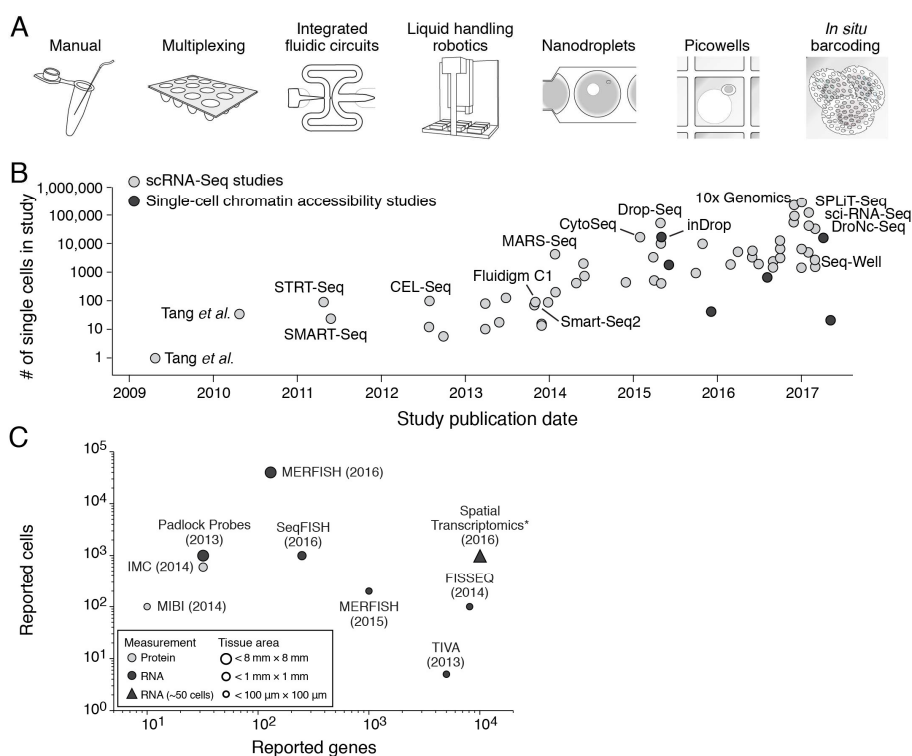 A
Manual
Multiplexing
Integrated
fluidic circuits
Liquid handling
robotics
Nanodroplets
Picowells
In situ
barcoding
B
scRNA-Seq studies
Single-cell chromatin accessibility studies
# of single cells in study
1,000,000
100,000
10,000
1000
100
10
1
Tang et al.
Tang et al.
STRT-Seq
SMART-Seq
CEL-Seq
Fluidigm C1
MARS-Seq
Smart-Seq2
CytoSeq
Drop-Seq
inDrop
10x Genomics
SPLiT-Seq
sci-RNA-Seq
DroNc-Seq
Seq-Well
2009
2010
2011
2012
2013
2014
2015
2016
2017
Study publication date
C
Reported cells
10⁵
10⁴
10³
10²
10¹
10⁰
MERFISH (2016)
Padlock Probes
(2013)
IMC (2014)
MIBI (2014)
SeqFISH
(2016)
MERFISH
(2015)
Spatial
Transcriptomics*
(2016)
FISSEQ
(2014)
TIVA
(2013)
Measurement
Protein
RNA
RNA (~50 cells)
Tissue area
< 8 mm × 8 mm
< 1 mm × 1 mm
< 100 µm × 100 µm
10¹
10²
10³
10⁴
Reported genes